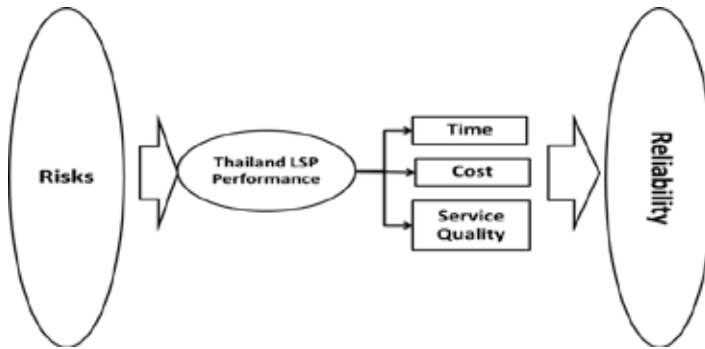 Risks
Thailand LSP
Performance
Time
Cost
Service
Quality
Reliability